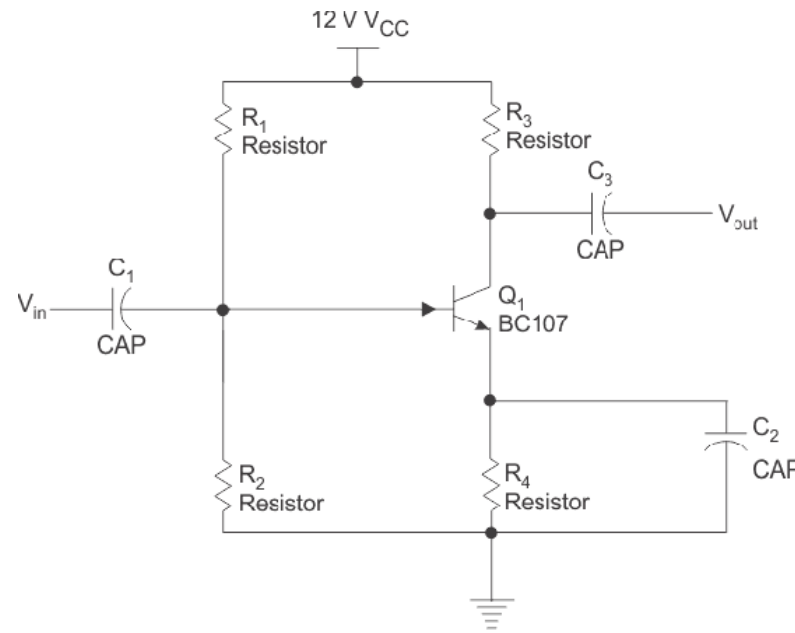 12 V V_CC
R1
Resistor
R3
Resistor
C3
CAP
Vout
C1
CAP
Vin
Q1
BC107
C2
CAP
R2
Resistor
R4
Resistor